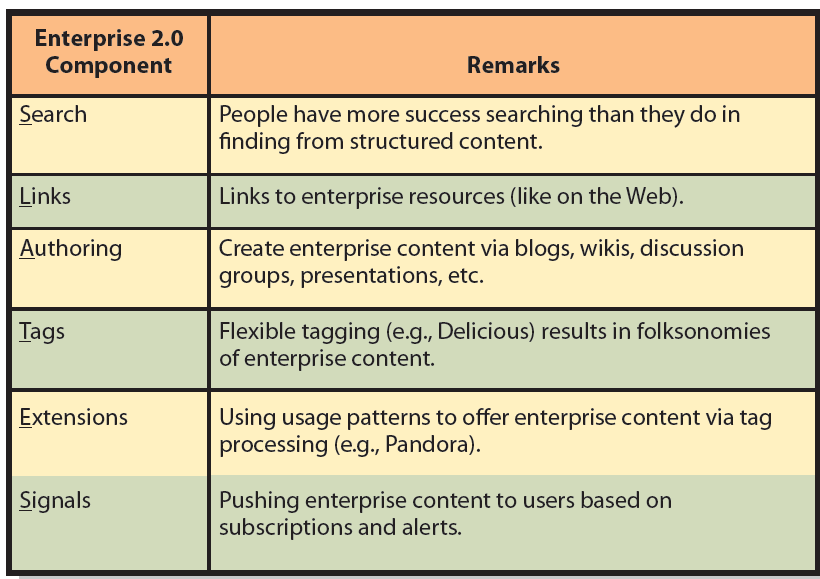 Enterprise 2.0
Component
Remarks
Search
People have more success searching than they do in
finding from structured content.
Links
Links to enterprise resources (like on the Web).
Authoring
Create enterprise content via blogs, wikis, discussion
groups, presentations, etc.
Tags
Flexible tagging (e.g., Delicious) results in folksonomies
of enterprise content.
Extensions
Using usage patterns to offer enterprise content via tag
processing (e.g., Pandora).
Signals
Pushing enterprise content to users based on
subscriptions and alerts.